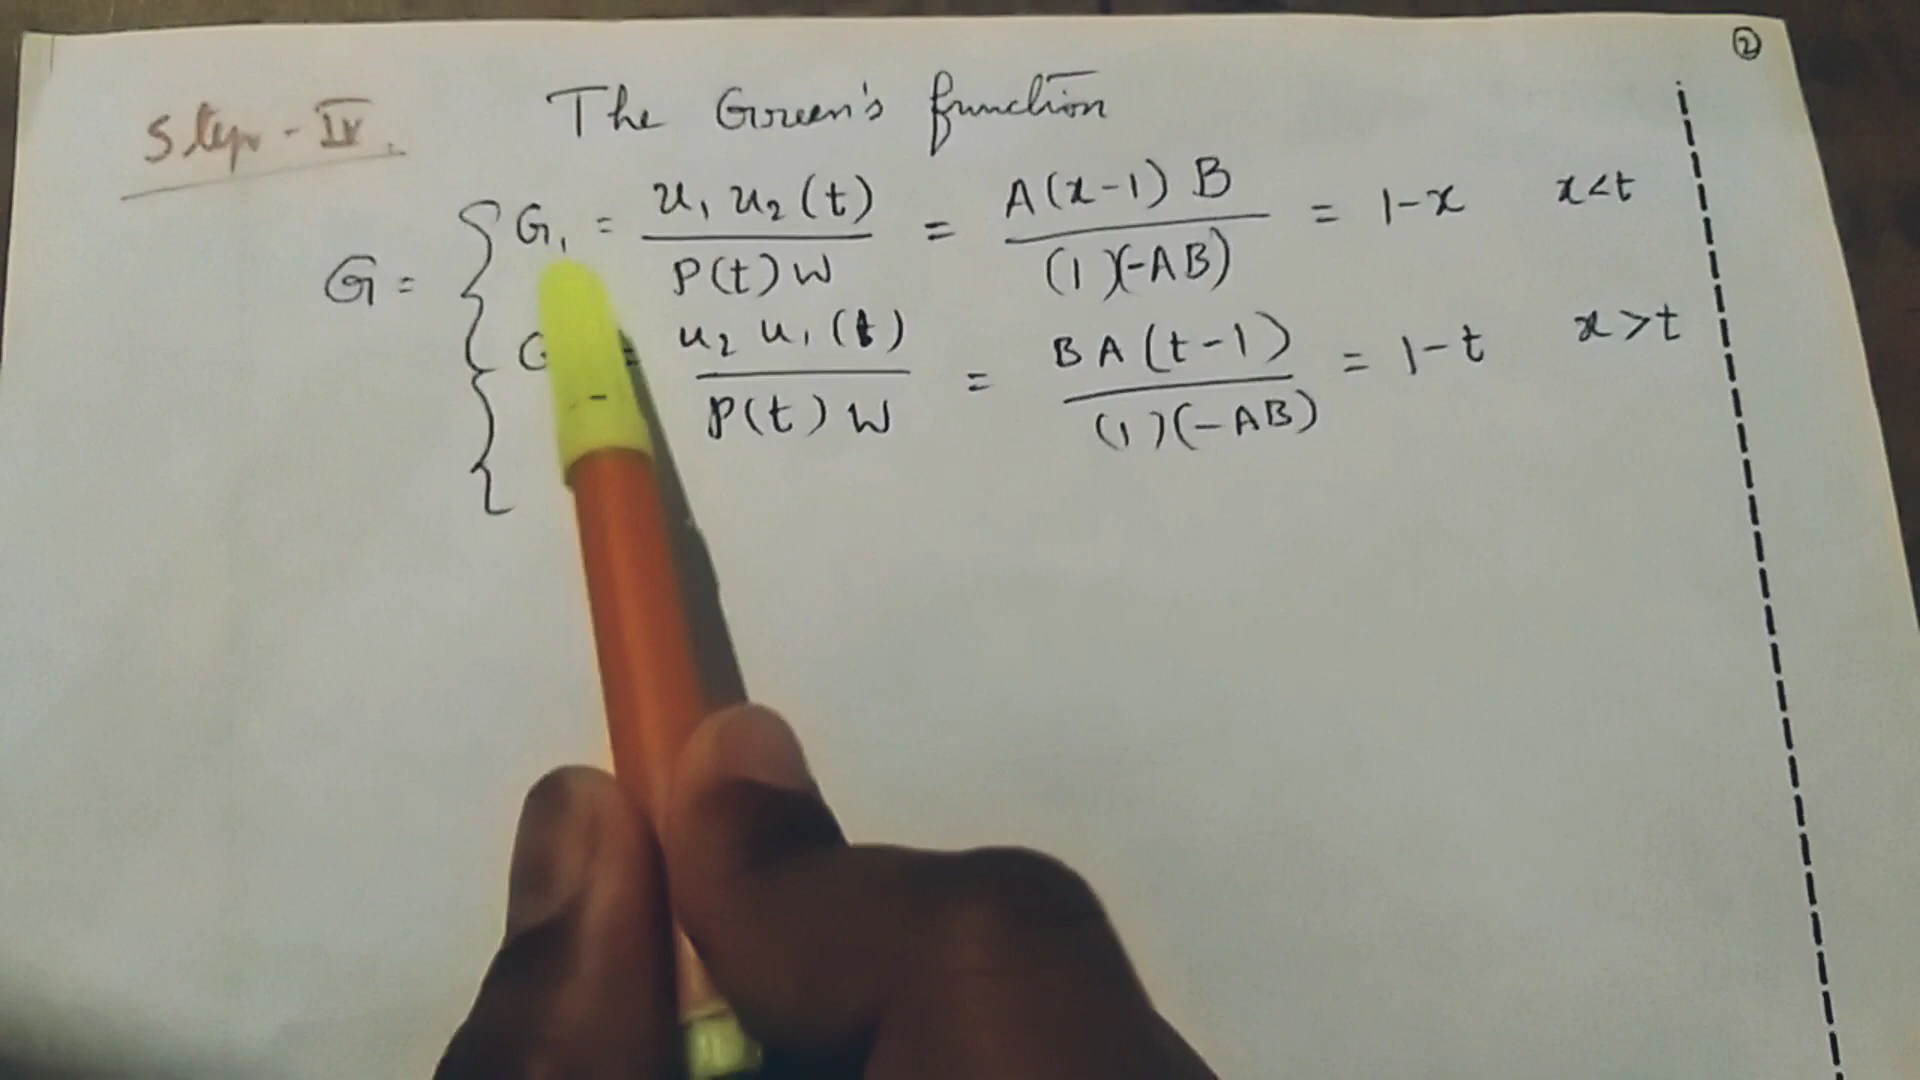 ②
Step - IV. The Green's function
G = { G₁ = u₁ u₂(t) / P(t) W = A(x-1) B / (1)(-AB) = 1-x x<t
G = u₂ u₁(t) / P(t) W = B A(t-1) / (1)(-AB) = 1-t x>t